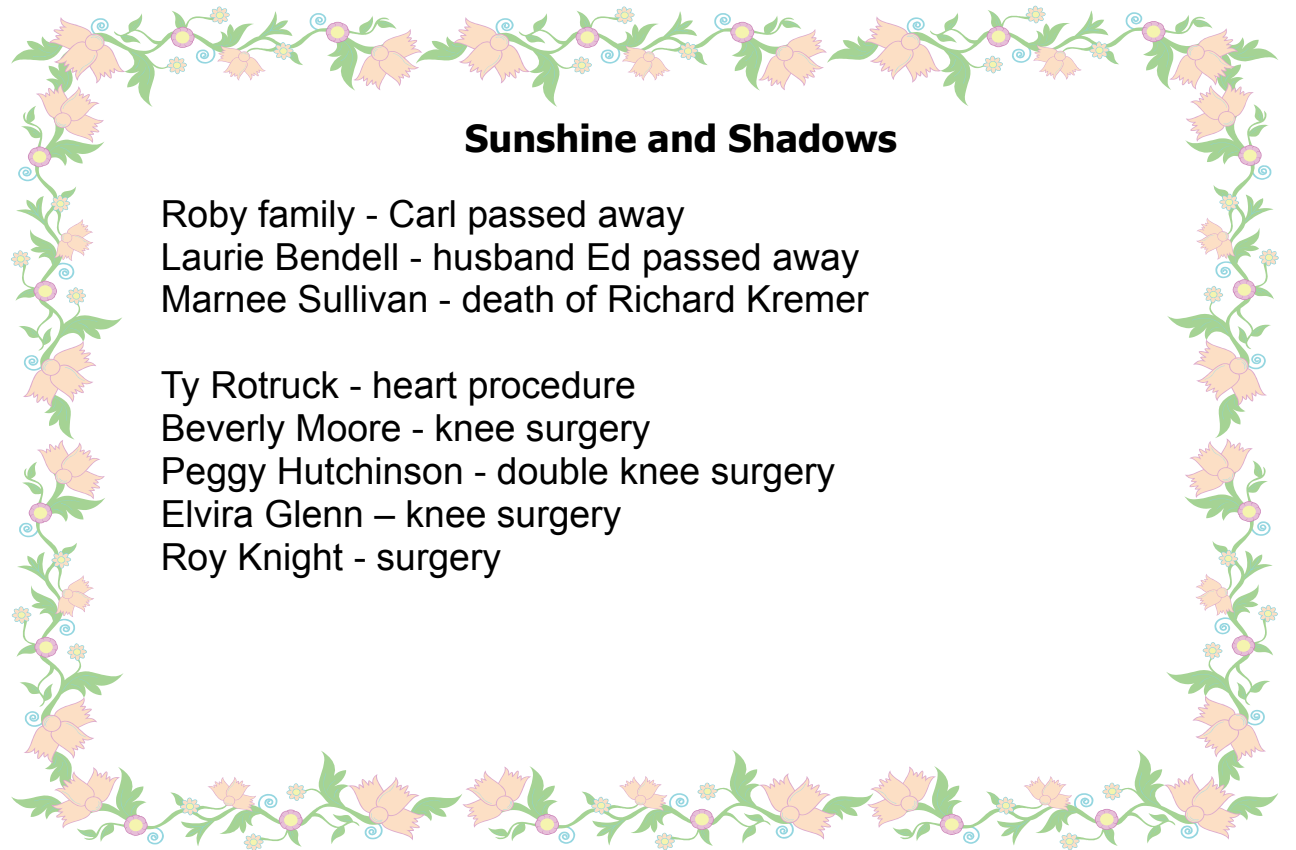 Sunshine and Shadows
Roby family - Carl passed away
Laurie Bendell - husband Ed passed away
Marnee Sullivan - death of Richard Kremer
Ty Rotruck - heart procedure
Beverly Moore - knee surgery
Peggy Hutchinson - double knee surgery
Elvira Glenn – knee surgery
Roy Knight - surgery